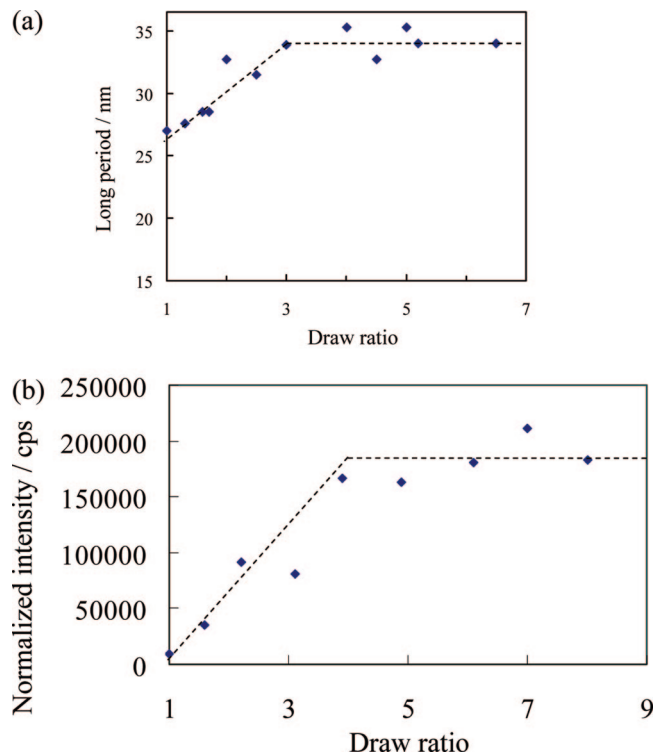 (a)
35
30
25
20
15
Long period / nm
1 3 5 7
Draw ratio
(b)
250000
200000
150000
100000
50000
0
Normalized intensity / cps
1 3 5 7 9
Draw ratio